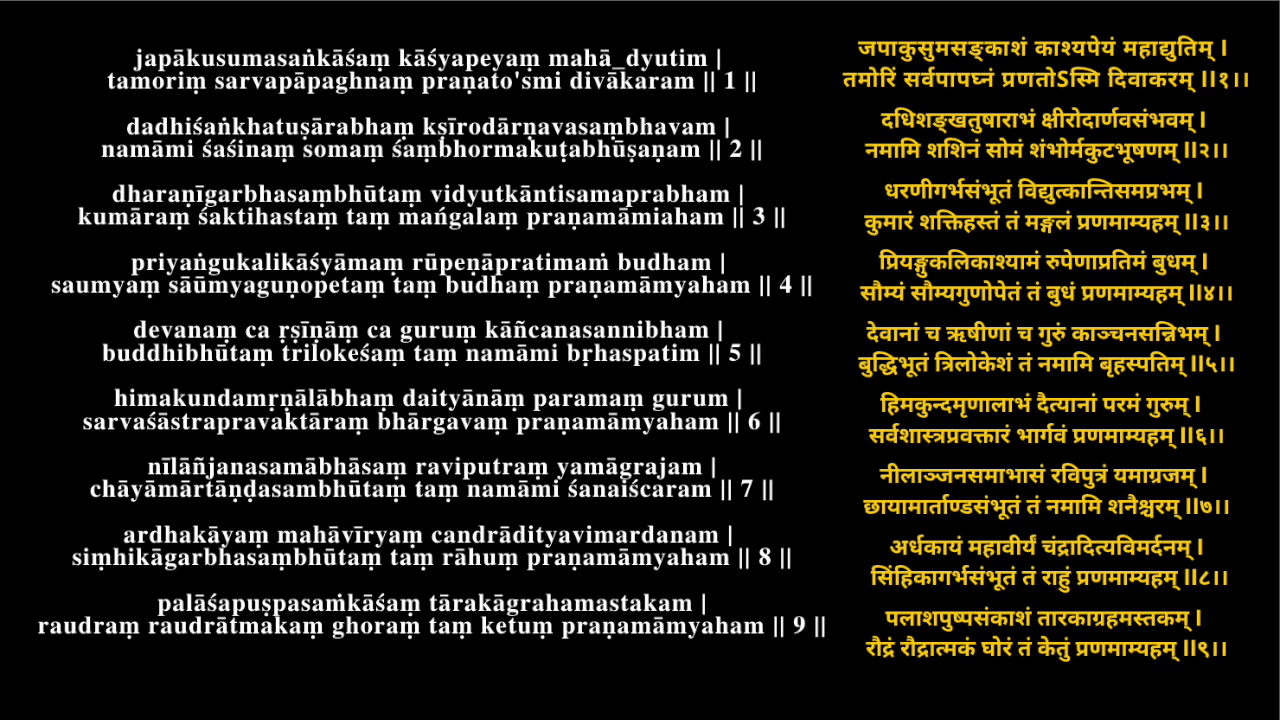 japākusumasaṅkāśaṃ kāśyapeyaṃ mahā_dyutim |
tamoriṃ sarvapāpaghnaṃ praṇato'smi divākaram || 1 ||
dadhiśaṅkhatuṣārabhaṃ kṣīrodārṇavasaṃbhavam |
namāmi śaśinaṃ somaṃ śaṃbhormakuṭabhūṣaṇam || 2 ||
dharaṇīgarbhasaṃbhūtaṃ vidyutkāntisamaprabham |
kumāraṃ śaktihastaṃ taṃ mańgalaṃ praṇamāmiaham || 3 ||
priyaṅgukalikāśyāmaṃ rūpeṇāpratimaṁ budham |
saumyaṃ sāūmyaguṇopetaṃ taṃ budhaṃ praṇamāmyaham || 4 ||
devanaṃ ca ṛṣīṇāṃ ca guruṃ kāñcanasannibham |
buddhibhūtaṃ trilokeśaṃ taṃ namāmi bṛhaspatim || 5 ||
himakundamṛṇālābhaṃ daityānāṃ paramaṃ gurum |
sarvaśāstrapravaktāraṃ bhārgavaṃ praṇamāmyaham || 6 ||
nīlāñjanasamābhāsaṃ raviputraṃ yamāgrajam |
chāyāmārtāṇḍasambhūtaṃ taṃ namāmi śanaiścaram || 7 ||
ardhakāyaṃ mahāvīryaṃ candrādityavimardanam |
siṃhikāgarbhasaṃbhūtaṃ taṃ rāhuṃ praṇamāmyaham || 8 ||
palāśapuṣpasaṁkāśaṃ tārakāgrahamastakam |
raudraṃ raudrātmakaṃ ghoraṃ taṃ ketuṃ praṇamāmyaham || 9 ||
जपाकुसुमसङ्काशं काश्यपेयं महाद्युतिम् ।
तमोरिं सर्वपापघ्नं प्रणतोऽस्मि दिवाकरम् ।।१।।
दधिशङ्खतुषाराभं क्षीरोदार्णवसंभवम् ।
नमामि शशिनं सोमं शंभोर्मकुटभूषणम् ।।२।।
धरणीगर्भसंभूतं विद्युत्कान्तिसमप्रभम् ।
कुमारं शक्तिहस्तं तं मङ्गलं प्रणमाम्यहम् ।।३।।
प्रियङ्गुकलिकाश्यामं रुपेणाप्रतिमं बुधम् ।
सौम्यं सौम्यगुणोपेतं तं बुधं प्रणमाम्यहम् ।।४।।
देवानां च ऋषीणां च गुरुं काञ्चनसन्निभम् ।
बुद्धिभूतं त्रिलोकेशं तं नमामि बृहस्पतिम् ।।५।।
हिमकुन्दमृणालाभं दैत्यानां परमं गुरुम् ।
सर्वशास्त्रप्रवक्तारं भार्गवं प्रणमाम्यहम् ।।६।।
नीलाञ्जनसमाभासं रविपुत्रं यमाग्रजम् ।
छायामार्ताण्डसंभूतं तं नमामि शनैश्चरम् ।।७।।
अर्धकायं महावीर्यं चंद्रादित्यविमर्दनम् ।
सिंहिकागर्भसंभूतं तं राहुं प्रणमाम्यहम् ।।८।।
पलाशपुष्पसंकाशं तारकाग्रहमस्तकम् ।
रौद्रं रौद्रात्मकं घोरं तं केतुं प्रणमाम्यहम् ।।९।।